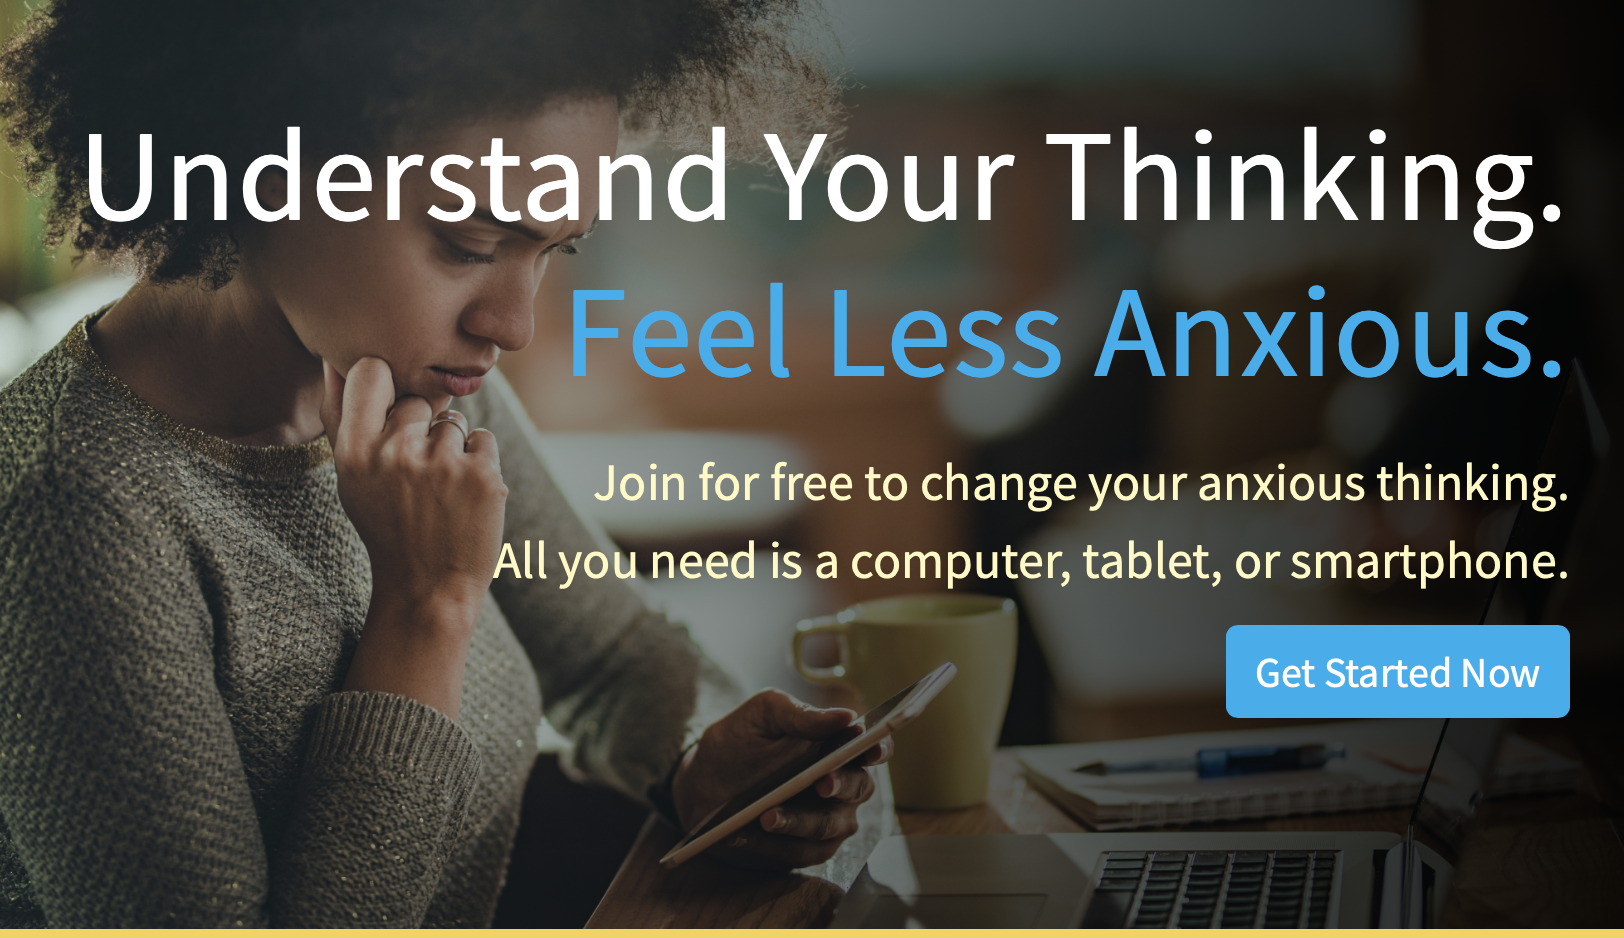 Understand Your Thinking.
Feel Less Anxious.
Join for free to change your anxious thinking.
All you need is a computer, tablet, or smartphone.
Get Started Now